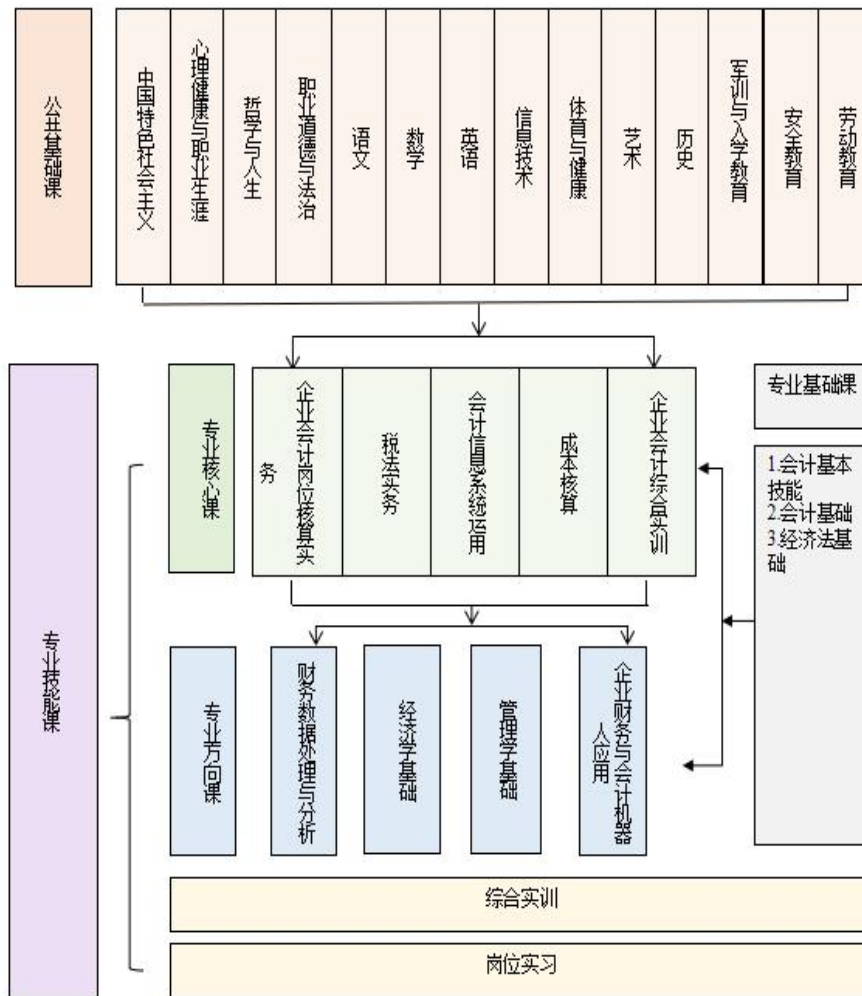 公共基础课
中国特色社会主义
心理健康与职业生涯
哲学与人生
职业道德与法治
语文
数学
英语
信息技术
体育与健康
艺术
历史
军训与入学教育
安全教育
劳动教育
专业技能课
专业核心课
企业会计岗位核算实
务
税法实务
会计信息系统运用
成本核算
企业会计综合实训
专业基础课
1.会计基本
技能
2.会计基础
3.经济法基
础
专业方向课
财务数据处理与分析
经济学基础
管理学基础
企业财务与会计机器
人应用
综合实训
岗位实习